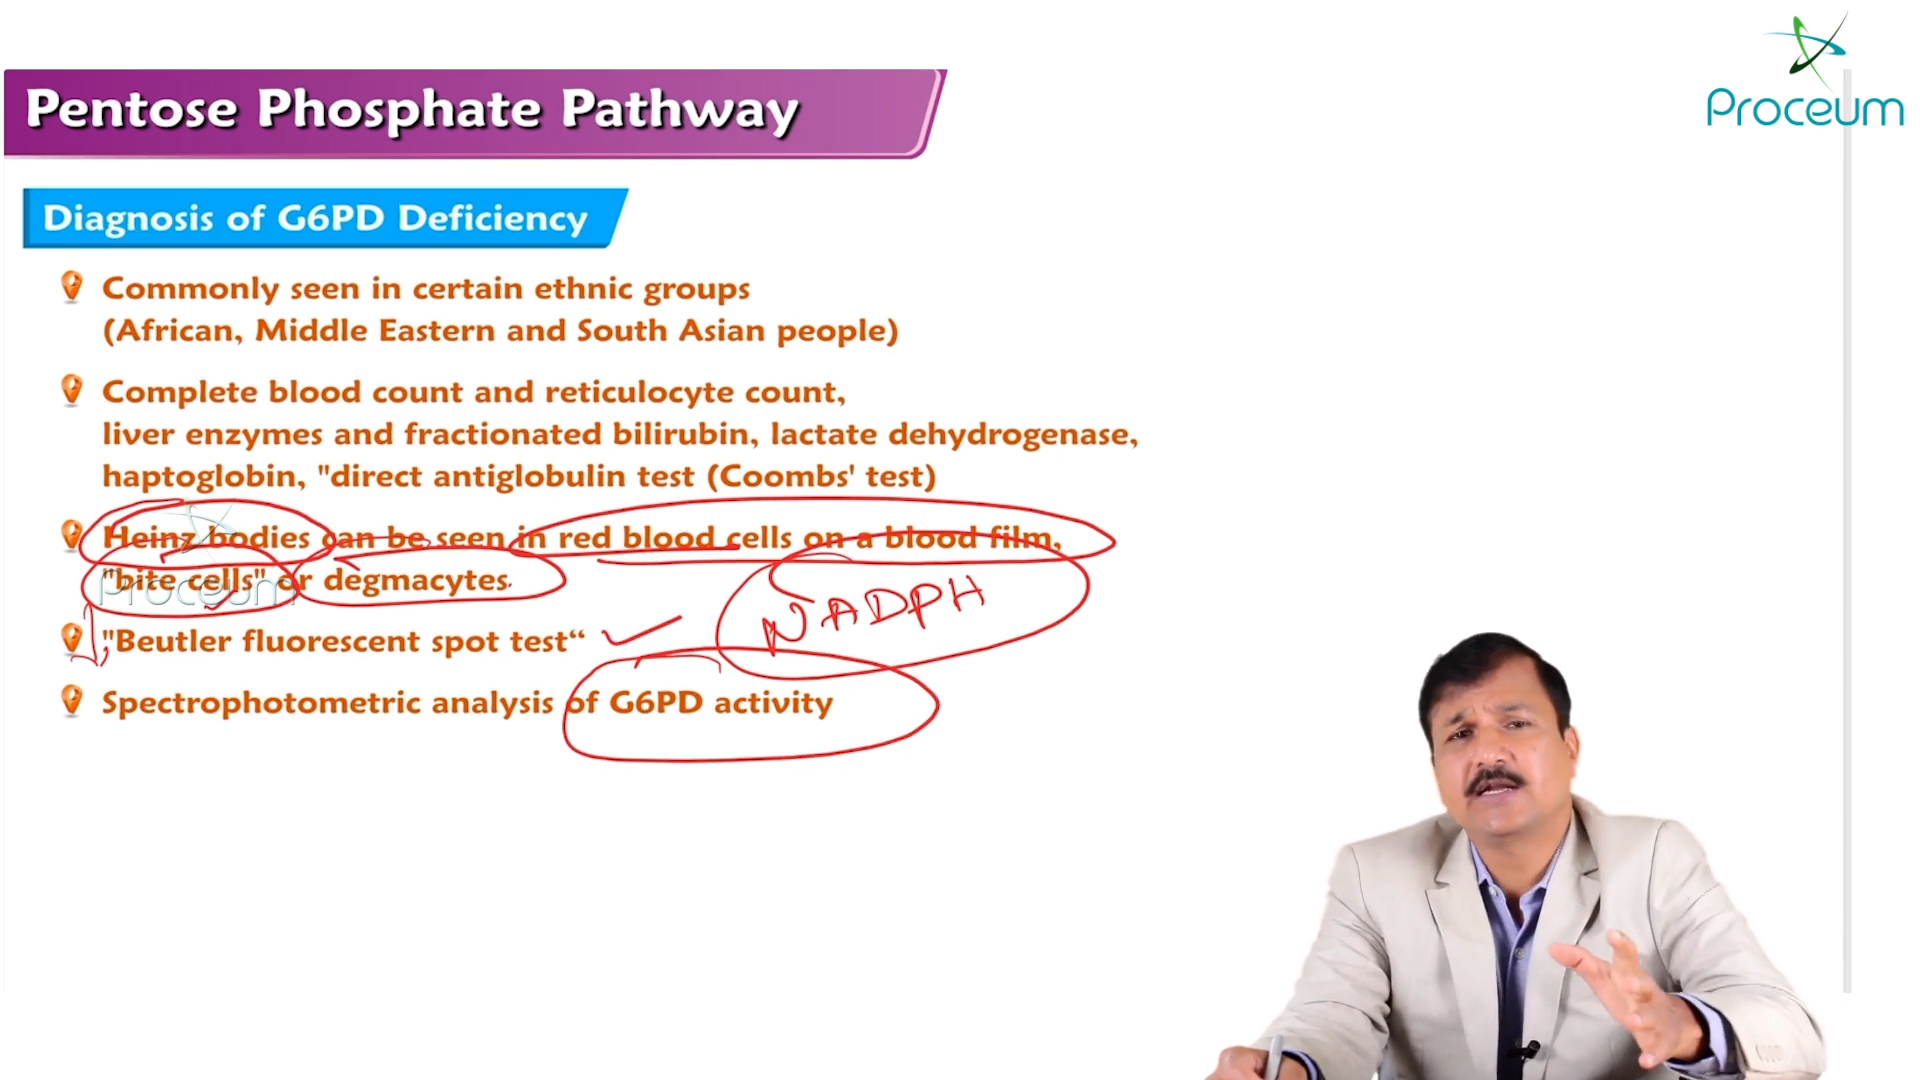 Proceum
Pentose Phosphate Pathway
Diagnosis of G6PD Deficiency
Commonly seen in certain ethnic groups
(African, Middle Eastern and South Asian people)
Complete blood count and reticulocyte count,
liver enzymes and fractionated bilirubin, lactate dehydrogenase,
haptoglobin, "direct antiglobulin test (Coombs' test)
Heinz bodies can be seen in red blood cells on a blood film,
"bite cells" or degmacytes.
Proceum
NADPH
"Beutler fluorescent spot test“
Spectrophotometric analysis of G6PD activity